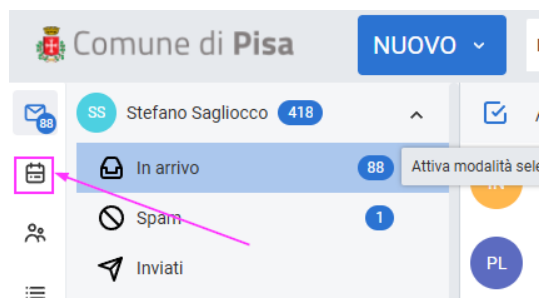 Comune di Pisa
NUOVO
88
SS Stefano Sagliocco 418
In arrivo 88
Attiva modalità sele
Spam 1
Inviati
PL